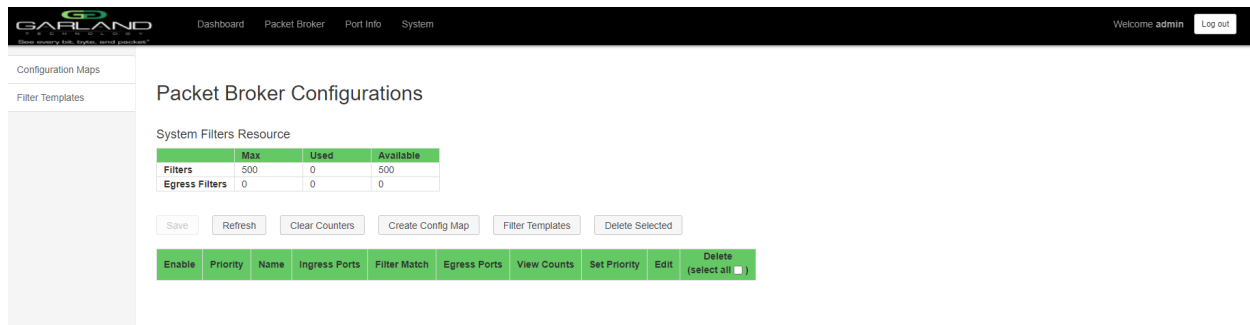 GARLAND
TECHNOLOGY
See every bit, byte, and packet®
Dashboard Packet Broker Port Info System
Welcome admin Log out
Configuration Maps
Filter Templates
Packet Broker Configurations
System Filters Resource
Max Used Available
Filters 500 0 500
Egress Filters 0 0 0
Save Refresh Clear Counters Create Config Map Filter Templates Delete Selected
Enable Priority Name Ingress Ports Filter Match Egress Ports View Counts Set Priority Edit Delete
(select all )